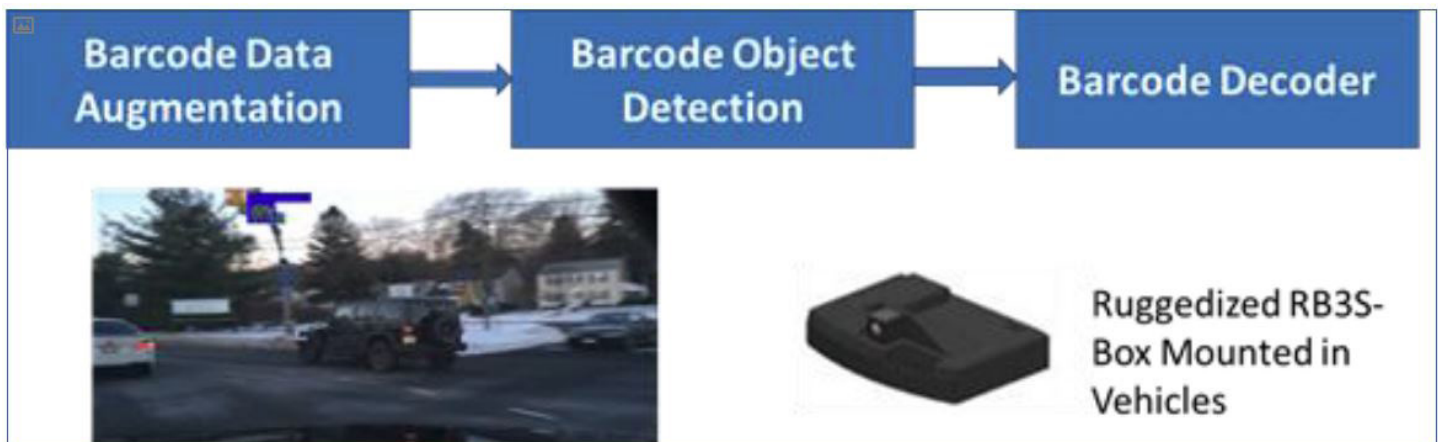 Barcode Data
Augmentation
Barcode Object
Detection
Barcode Decoder
Ruggedized RB3S-
Box Mounted in
Vehicles